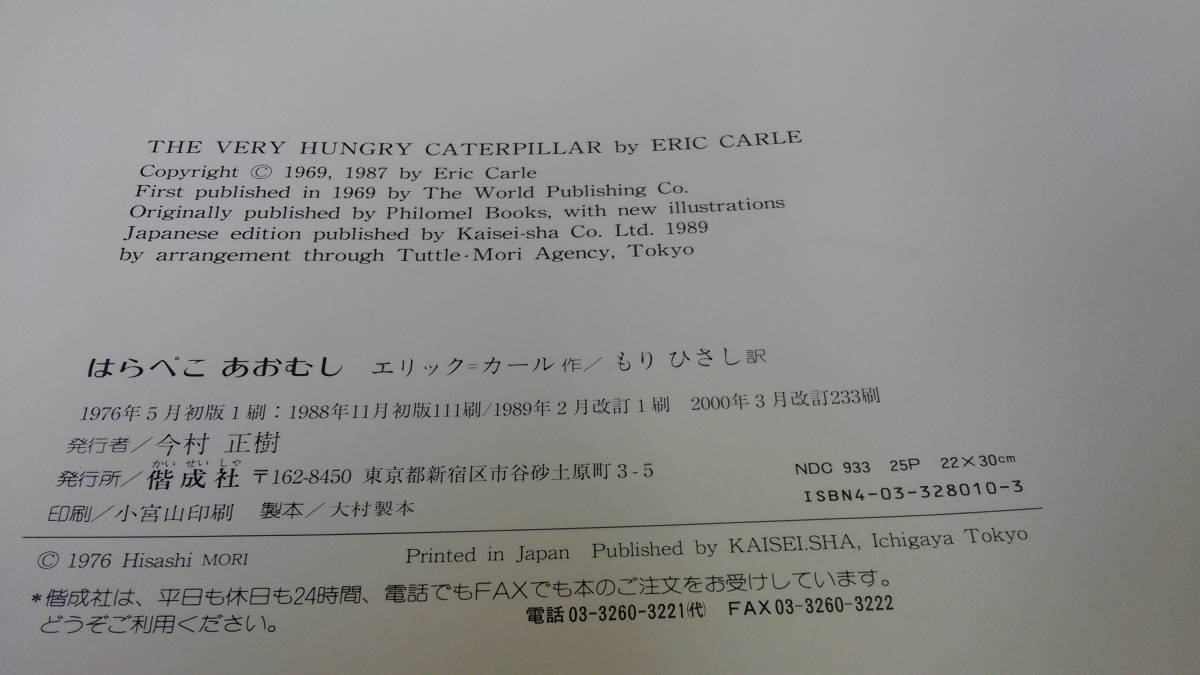 THE VERY HUNGRY CATERPILLAR by ERIC CARLE
Copyright © 1969, 1987 by Eric Carle
First published in 1969 by The World Publishing Co.
Originally published by Philomel Books, with new illustrations
Japanese edition published by Kaisei-sha Co. Ltd. 1989
by arrangement through Tuttle-Mori Agency, Tokyo
はらぺこ あおむし エリック=カール作/もり ひさし訳
1976年5月初版1刷:1988年11月初版111刷/1989年2月改訂1刷 2000年3月改訂233刷
発行者/今村 正樹
かい せい しゃ
発行所/偕成社 〒162-8450 東京都新宿区市谷砂土原町3-5
NDC 933 25P 22×30cm
印刷/小宮山印刷 製本/大村製本
ISBN4-03-328010-3
© 1976 Hisashi MORI Printed in Japan Published by KAISEI.SHA, Ichigaya Tokyo
*偕成社は、平日も休日も24時間、電話でもFAXでも本のご注文をお受けしています。
どうぞご利用ください。 電話03-3260-3221(代) FAX03-3260-3222